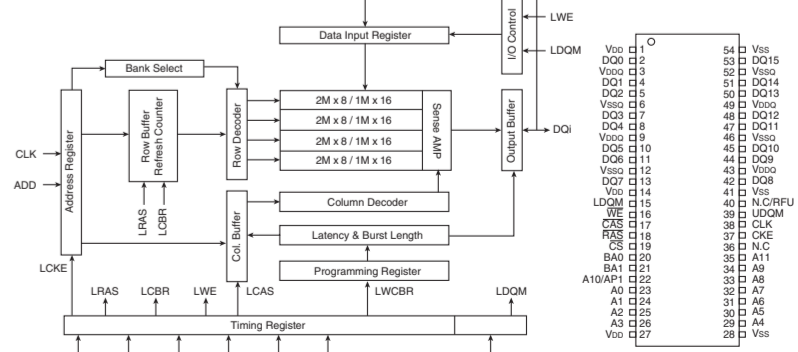 LWE
Data Input Register
I/O Control
LDQM
Bank Select
Address Register
Row Buffer
Refresh Counter
Row Decoder
2M x 8 / 1M x 16
2M x 8 / 1M x 16
2M x 8 / 1M x 16
2M x 8 / 1M x 16
Sense AMP
Output Buffer
DQi
CLK
ADD
LRAS
LCBR
Col. Buffer
Column Decoder
Latency & Burst Length
Programming Register
LCKE
LRAS
LCBR
LWE
LCAS
LWCBR
LDQM
Timing Register
VDD 1 54 VSS
DQ0 2 53 DQ15
VDDQ 3 52 VSSQ
DQ1 4 51 DQ14
DQ2 5 50 DQ13
VSSQ 6 49 VDDQ
DQ3 7 48 DQ12
DQ4 8 47 DQ11
VDDQ 9 46 VSSQ
DQ5 10 45 DQ10
DQ6 11 44 DQ9
VSSQ 12 43 VDDQ
DQ7 13 42 DQ8
VDD 14 41 VSS
LDQM 15 40 N.C/RFU
WE 16 39 UDQM
CAS 17 38 CLK
RAS 18 37 CKE
CS 19 36 N.C
BA0 20 35 A11
BA1 21 34 A9
A10/AP1 22 33 A8
A0 23 32 A7
A1 24 31 A6
A2 25 30 A5
A3 26 29 A4
VDD 27 28 VSS